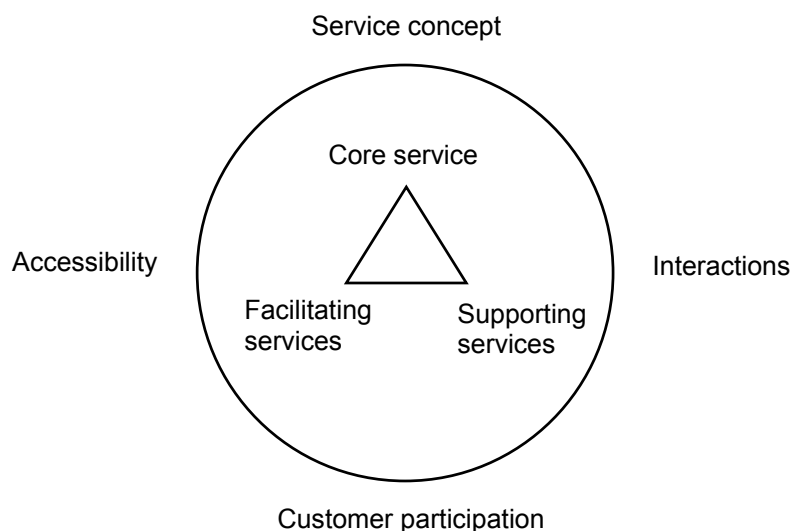 Service concept
Core service
Accessibility
Interactions
Facilitating
services
Supporting
services
Customer participation